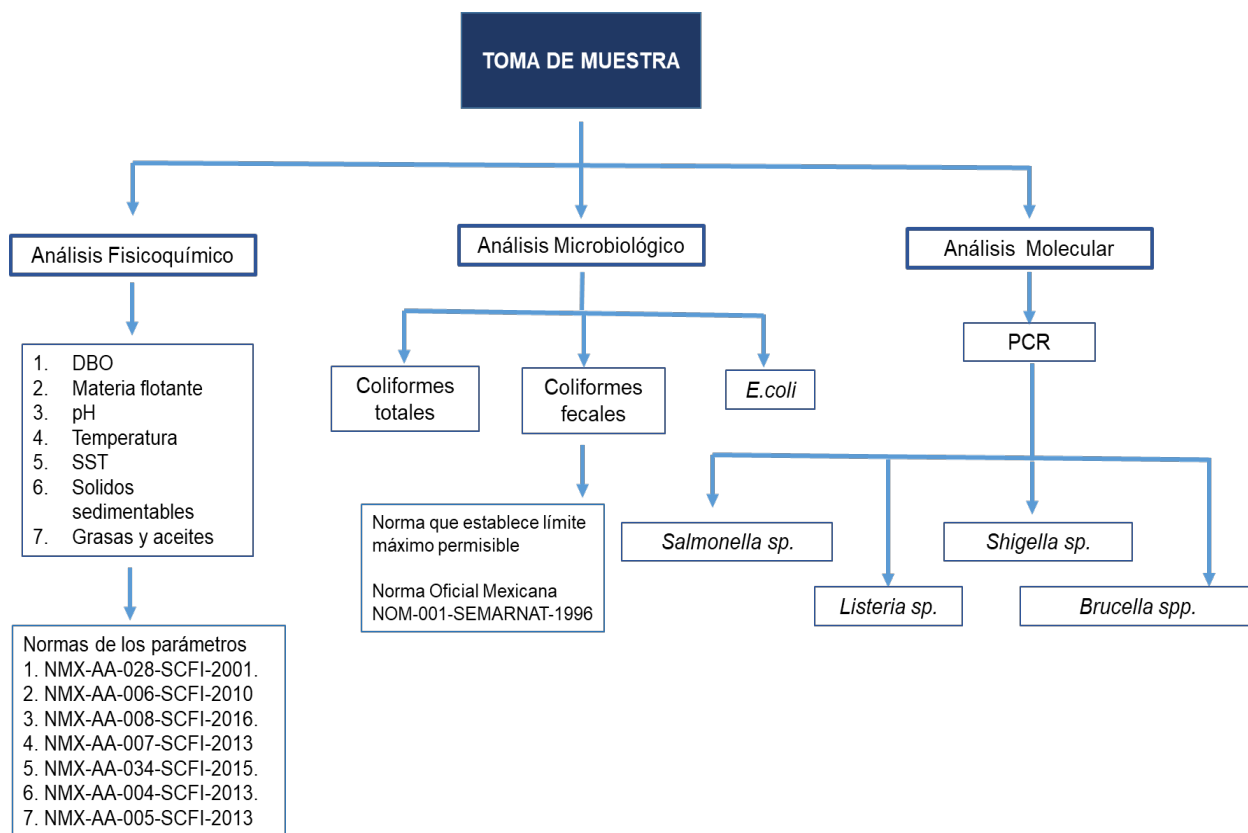 TOMA DE MUESTRA
Análisis Fisicoquímico
Análisis Microbiológico
Análisis Molecular
1. DBO
2. Materia flotante
3. pH
4. Temperatura
5. SST
6. Solidos
sedimentables
7. Grasas y aceites
Normas de los parámetros
1. NMX-AA-028-SCFI-2001.
2. NMX-AA-006-SCFI-2010
3. NMX-AA-008-SCFI-2016.
4. NMX-AA-007-SCFI-2013
5. NMX-AA-034-SCFI-2015.
6. NMX-AA-004-SCFI-2013.
7. NMX-AA-005-SCFI-2013
Coliformes
totales
Coliformes
fecales
E.coli
Norma que establece límite
máximo permisible
Norma Oficial Mexicana
NOM-001-SEMARNAT-1996
PCR
Salmonella sp.
Shigella sp.
Listeria sp.
Brucella spp.